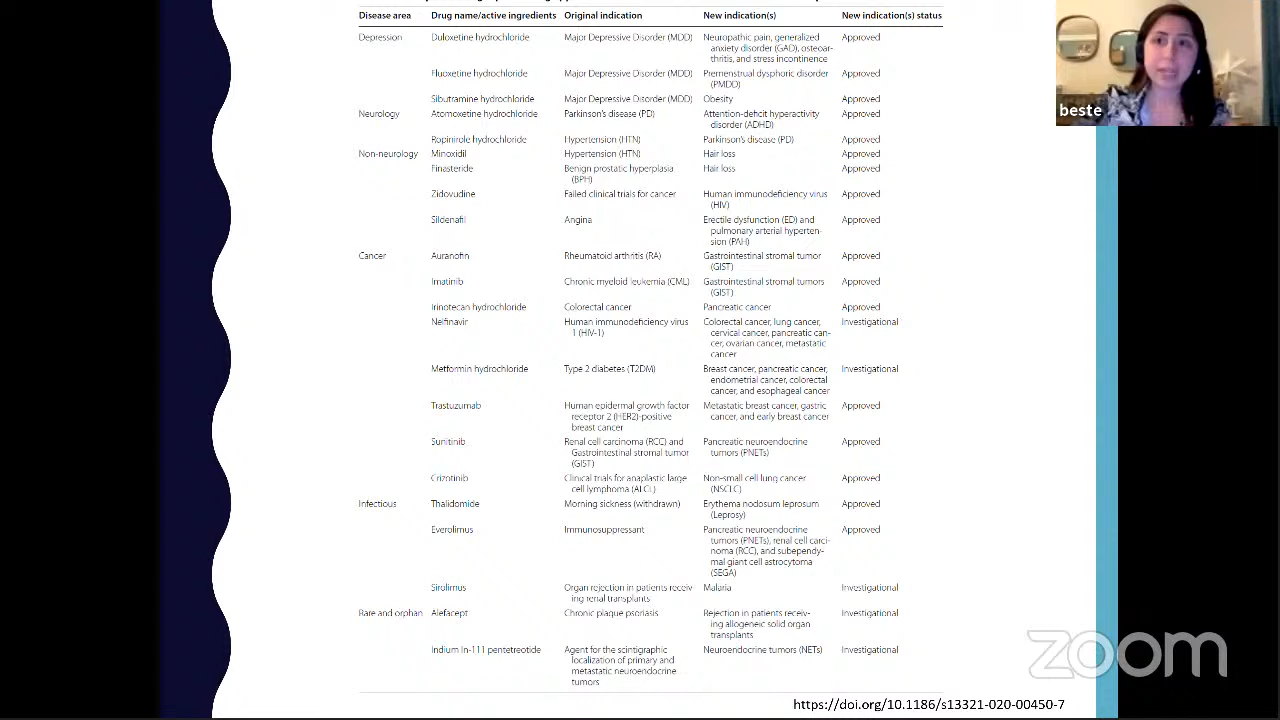 Disease area Drug name/active ingredients Original indication New indication(s) New indication(s) status
Depression Duloxetine hydrochloride Major Depressive Disorder (MDD) Neuropathic pain, generalized Approved
anxiety disorder (GAD), osteoar-
thritis, and stress incontinence
Fluoxetine hydrochloride Major Depressive Disorder (MDD) Premenstrual dysphoric disorder Approved
(PMDD)
Sibutramine hydrochloride Major Depressive Disorder (MDD) Obesity Approved
Neurology Atomoxetine hydrochloride Parkinson's disease (PD) Attention-deficit hyperactivity Approved
disorder (ADHD)
Ropinirole hydrochloride Hypertension (HTN) Parkinson's disease (PD) Approved
Non-neurology Minoxidil Hypertension (HTN) Hair loss Approved
Finasteride Benign prostatic hyperplasia Hair loss Approved
(BPH)
Zidovudine Failed clinical trials for cancer Human immunodeficiency virus Approved
(HIV)
Sildenafil Angina Erectile dysfunction (ED) and Approved
pulmonary arterial hyperten-
sion (PAH)
Cancer Auranofin Rheumatoid arthritis (RA) Gastrointestinal stromal tumor Approved
(GIST)
Imatinib Chronic myeloid leukemia (CML) Gastrointestinal stromal tumors Approved
(GIST)
Irinotecan hydrochloride Colorectal cancer Pancreatic cancer Approved
Nelfinavir Human immunodeficiency virus Colorectal cancer, lung cancer, Investigational
1 (HIV-1) cervical cancer, pancreatic can-
cer, ovarian cancer, metastatic
cancer
Metformin hydrochloride Type 2 diabetes (T2DM) Breast cancer, pancreatic cancer, Investigational
endometrial cancer, colorectal
cancer, and esophageal cancer
Trastuzumab Human epidermal growth factor Metastatic breast cancer, gastric Approved
receptor 2 (HER2)-positive cancer, and early breast cancer
breast cancer
Sunitinib Renal cell carcinoma (RCC) and Pancreatic neuroendocrine Approved
Gastrointestinal stromal tumor tumors (PNETs)
(GIST)
Crizotinib Clinical trials for anaplastic large Non-small cell lung cancer Approved
cell lymphoma (ALCL) (NSCLC)
Infectious Thalidomide Morning sickness (withdrawn) Erythema nodosum leprosum Approved
(Leprosy)
Everolimus Immunosuppressant Pancreatic neuroendocrine Approved
tumors (PNETs), renal cell carci-
noma (RCC), and subependy-
mal giant cell astrocytoma
(SEGA)
Sirolimus Organ rejection in patients receiv- Malaria Investigational
ing renal transplants
Rare and orphan Alefacept Chronic plaque psoriasis Rejection in patients receiv- Investigational
ing allogeneic solid organ
transplants
Indium In-111 pentetreotide Agent for the scintigraphic Neuroendocrine tumors (NETs) Investigational
localization of primary and
metastatic neuroendocrine
tumors
https://doi.org/10.1186/s13321-020-00450-7
beste
zoom